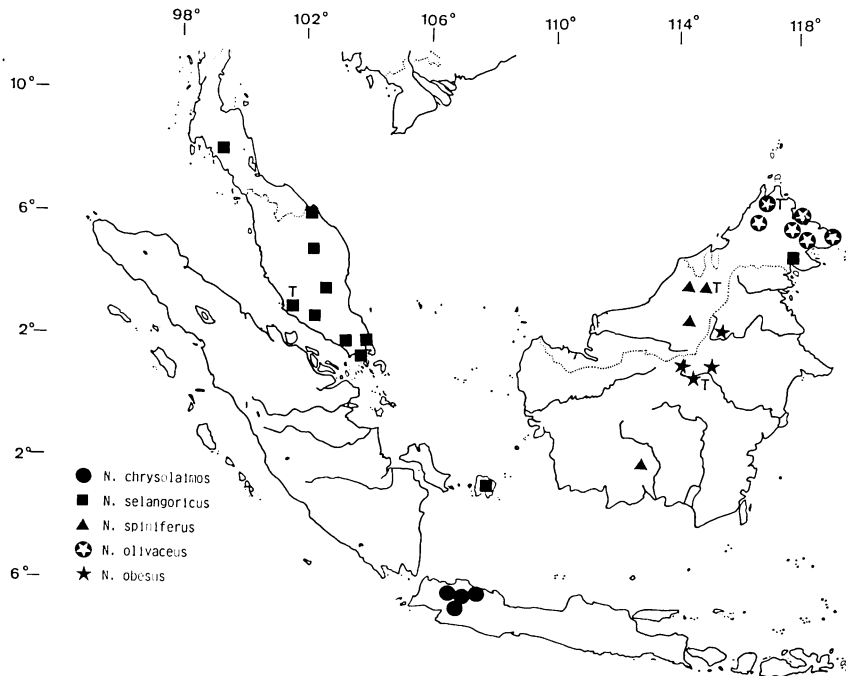 98° 102° 106° 110° 114° 118°
10°
6°
T
T
T
2°
T
2°
N. chrysolaimos
N. selangoricus
N. spiniferus
N. olivaceus
N. obesus
6°